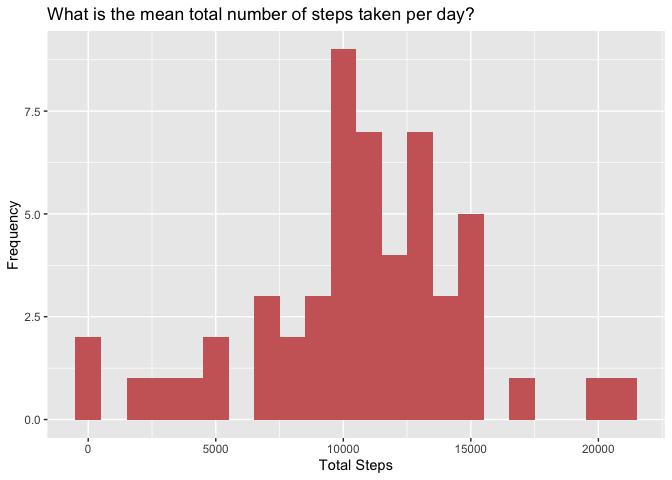 What is the mean total number of steps taken per day?
7.5
5.0
2.5
0.0
Frequency
0 5000 10000 15000 20000
Total Steps